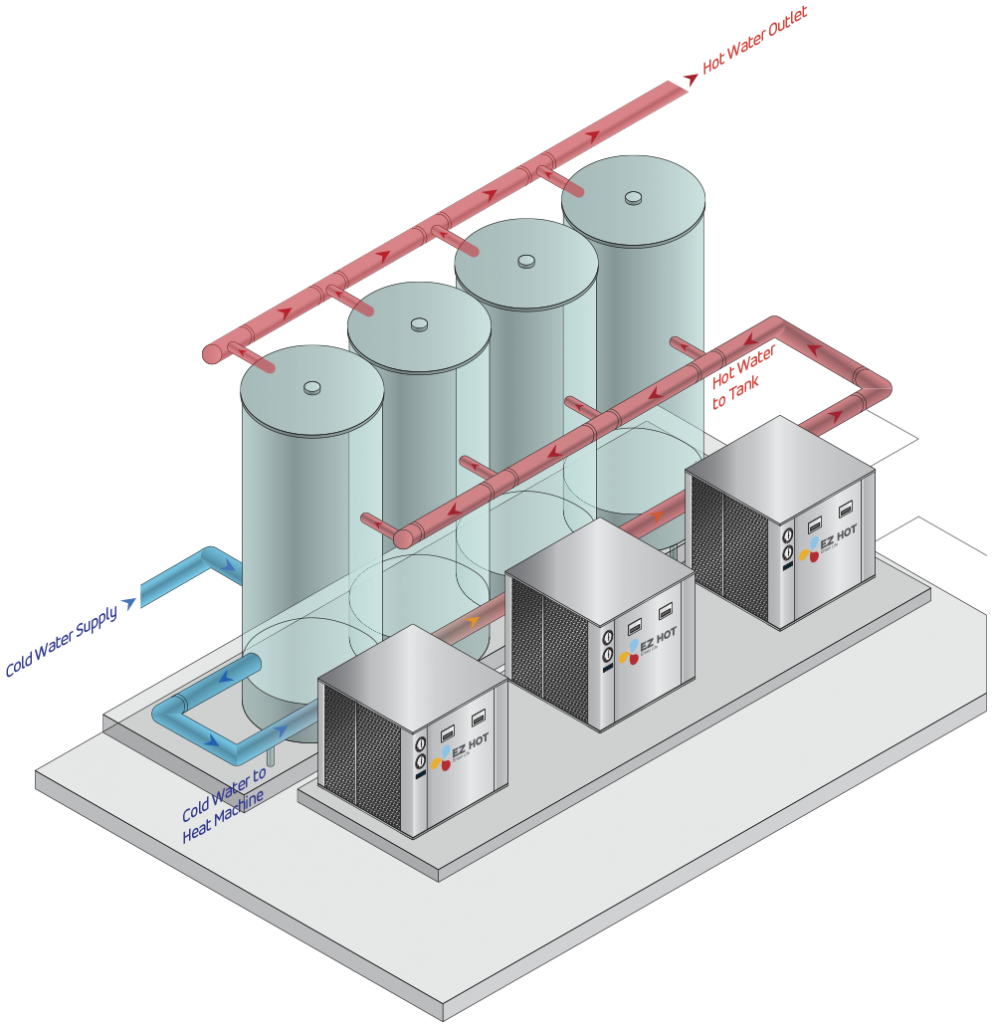 Hot Water Outlet
Hot Water
to Tank
Cold Water Supply
EZ HOT
EZ HOT
EZ HOT
Cold Water to
Heat Machine